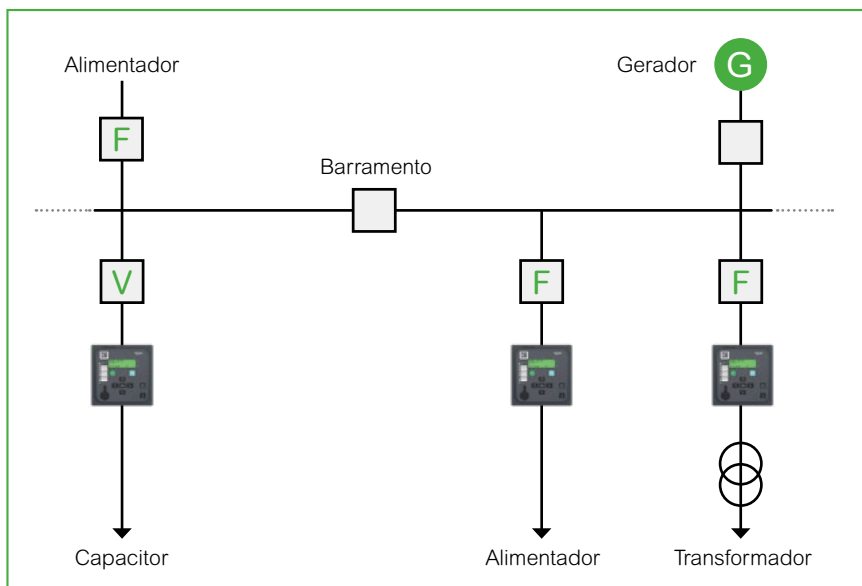 Alimentador
Gerador G
F
Barramento
V F F
Capacitor Alimentador Transformador